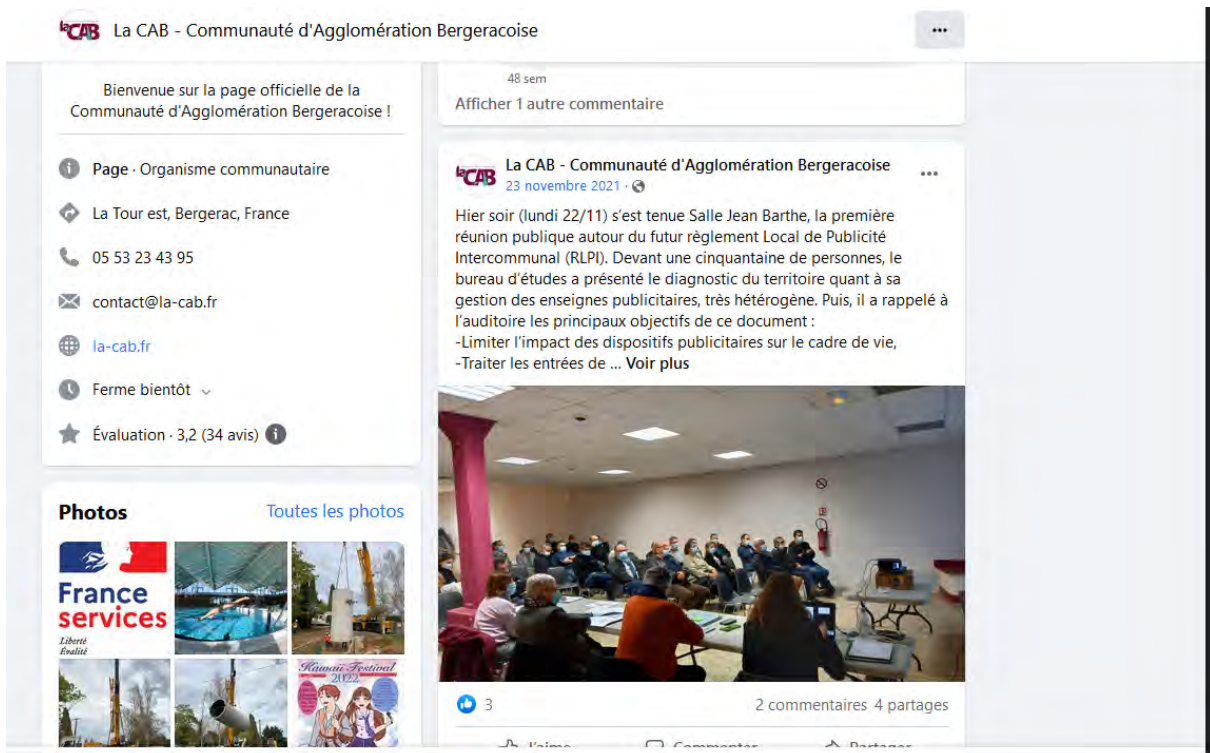 la CAB La CAB - Communauté d'Agglomération Bergeracoise
Bienvenue sur la page officielle de la
Communauté d'Agglomération Bergeracoise !
Page · Organisme communautaire
La Tour est, Bergerac, France
05 53 23 43 95
contact@la-cab.fr
la-cab.fr
Ferme bientôt
Évaluation · 3,2 (34 avis)
Photos
Toutes les photos
France
services
Liberté
Égalité
Kawaii Festival
2022
48 sem
Afficher 1 autre commentaire
la CAB La CAB - Communauté d'Agglomération Bergeracoise
23 novembre 2021 ·
Hier soir (lundi 22/11) s'est tenue Salle Jean Barthe, la première
réunion publique autour du futur règlement Local de Publicité
Intercommunal (RLPI). Devant une cinquantaine de personnes, le
bureau d'études a présenté le diagnostic du territoire quant à sa
gestion des enseignes publicitaires, très hétérogène. Puis, il a rappelé à
l'auditoire les principaux objectifs de ce document :
-Limiter l'impact des dispositifs publicitaires sur le cadre de vie,
-Traiter les entrées de ... Voir plus
3
2 commentaires 4 partages
J'aime Commenter Partager